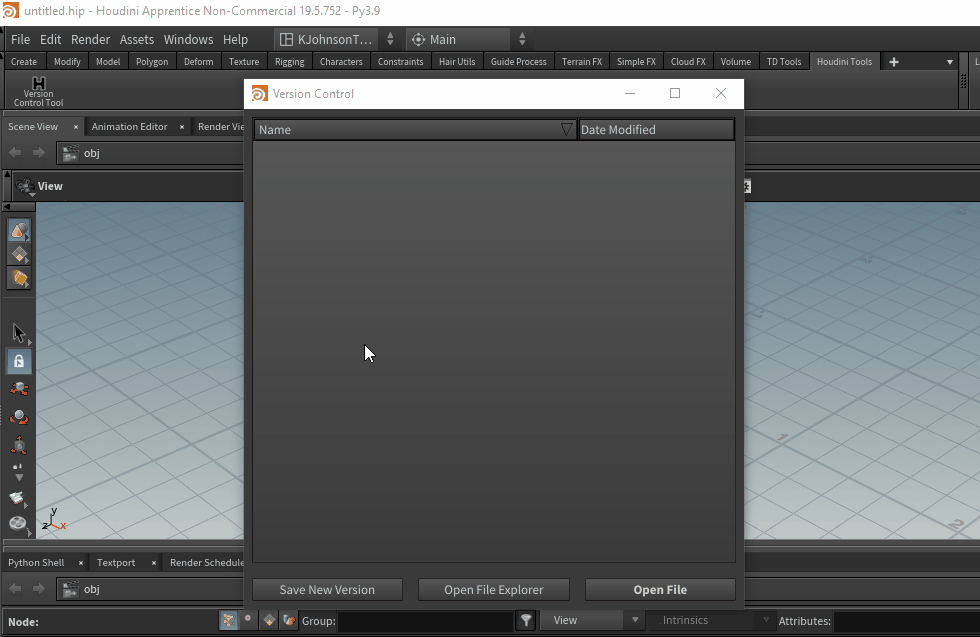 untitled.hip - Houdini Apprentice Non-Commercial 19.5.752 - Py3.9
File Edit Render Assets Windows Help KJohnsonT... Main
Create Modify Model Polygon Deform Texture Rigging Characters Constraints Hair Utils Guide Process Terrain FX Simple FX Cloud FX Volume TD Tools Houdini Tools
Version
Control Tool
Version Control
Scene View Animation Editor Render Vie
Name Date Modified
obj
View
1
2
y
z x
Python Shell Textport Render Schedule
obj
Save New Version Open File Explorer Open File
Node: Group: View Intrinsics Attributes: